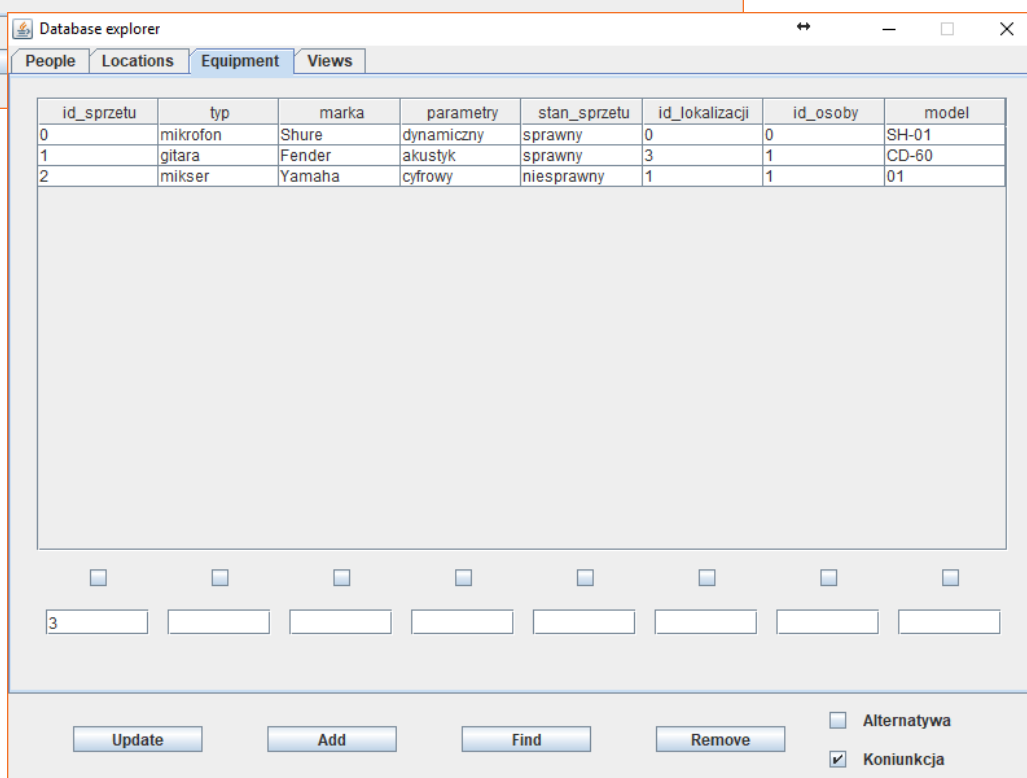 Database explorer
People Locations Equipment Views
id_sprzetu typ marka parametry stan_sprzetu id_lokalizacji id_osoby model
0 mikrofon Shure dynamiczny sprawny 0 0 SH-01
1 gitara Fender akustyk sprawny 3 1 CD-60
2 mikser Yamaha cyfrowy niesprawny 1 1 01
3
Update Add Find Remove
Alternatywa
Koniunkcja